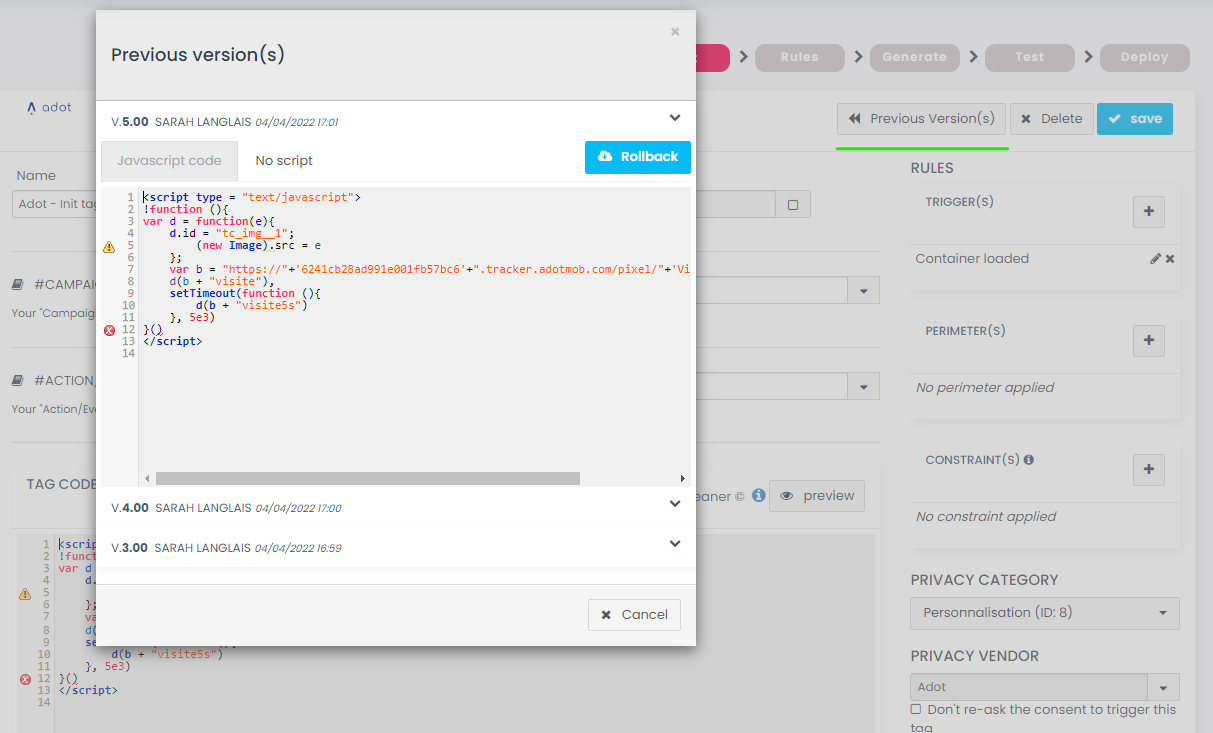 Previous version(s)
×
Rules
Generate
Test
Deploy
adot
Previous Version(s)
Delete
save
V.5.00 SARAH LANGLAIS 04/04/2022 17:01
Javascript code
No script
Rollback
1 <script type = "text/javascript">
2 !function (){
3 var d = function(e){
4 d.id = "tc_img__1";
5 (new Image).src = e
6 };
7 var b = "https://"+'6241cb28ad991e001fb57bc6'+".tracker.adotmob.com/pixel/"+'Vi
8 d(b + "visite"),
9 setTimeout(function (){
10 d(b + "visite5s")
11 }, 5e3)
12 }()
13 </script>
14
V.4.00 SARAH LANGLAIS 04/04/2022 17:00
V.3.00 SARAH LANGLAIS 04/04/2022 16:59
Cancel
Name
Adot - Init tag
#CAMPAI
Your "Campaig
#ACTION
Your "Action/Eve
TAG CODE
eaner ©
preview
1 <scrip
2 !funct
3 var d
4 d.
5
6 };
7 va
8 d(
9 se
10 d(b + "visite5s")
11 }, 5e3)
12 }()
13 </script>
14
RULES
TRIGGER(S)
+
Container loaded
PERIMETER(S)
+
No perimeter applied
CONSTRAINT(S)
+
No constraint applied
PRIVACY CATEGORY
Personnalisation (ID: 8)
PRIVACY VENDOR
Adot
Don't re-ask the consent to trigger this
tag